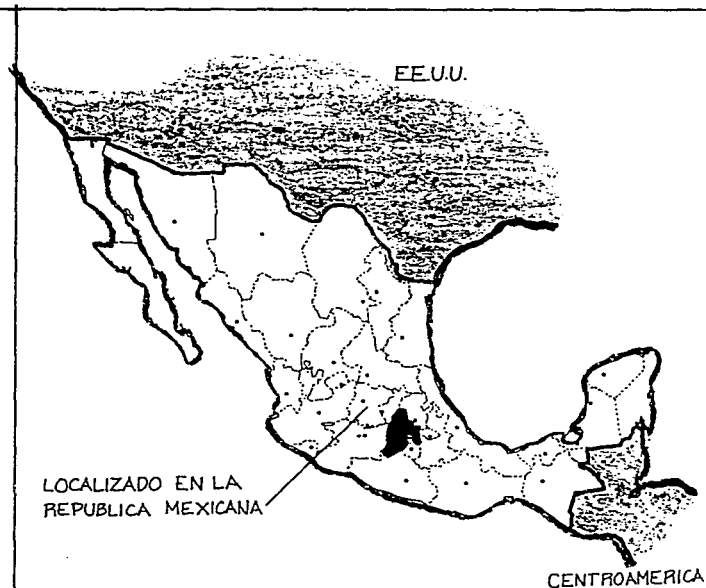 EE.U.U.
LOCALIZADO EN LA
REPUBLICA MEXICANA
CENTROAMERICA